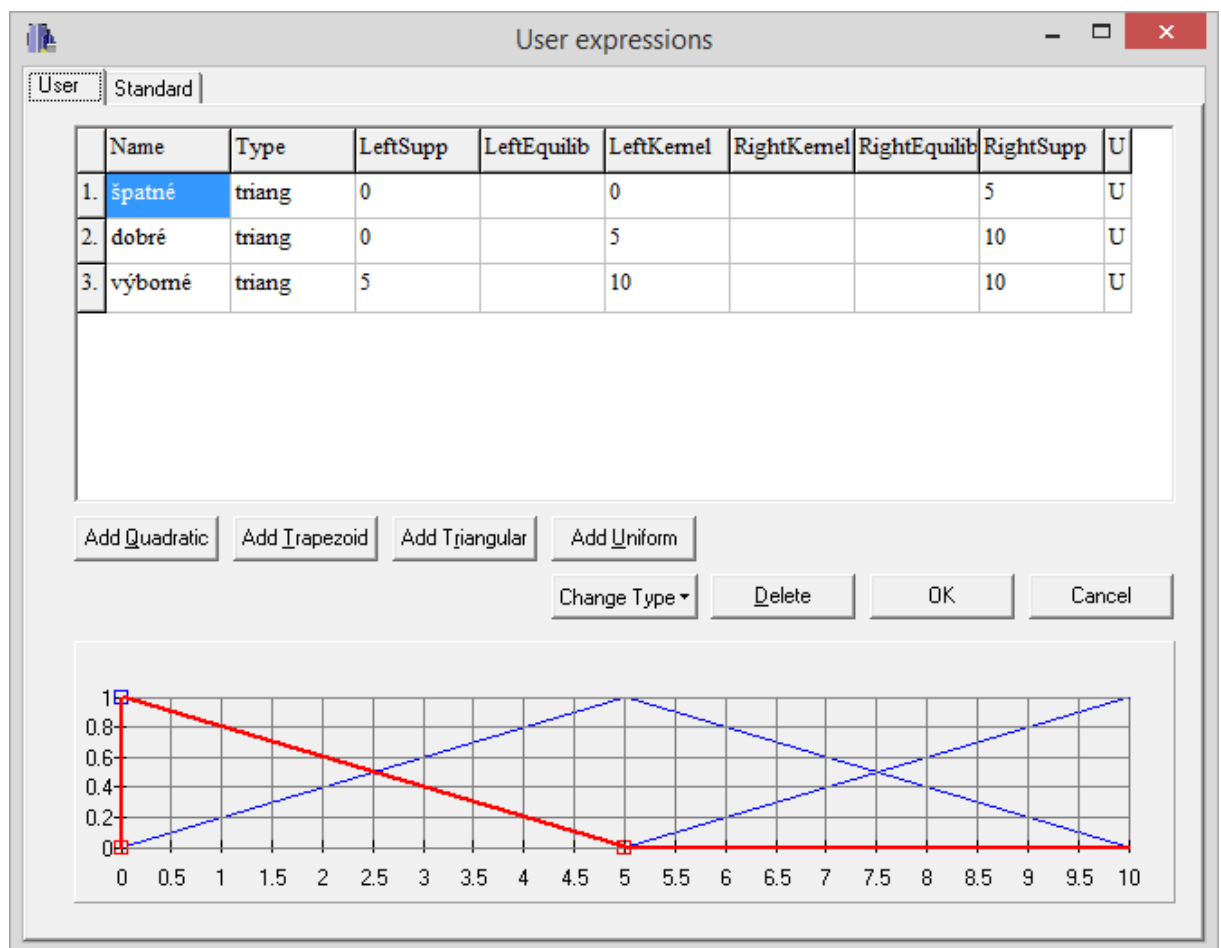 User expressions
User Standard
Name Type LeftSupp LeftEquilib LeftKernel RightKernel RightEquilib RightSupp U
1. špatné triang 0 0 5 U
2. dobré triang 0 5 10 U
3. výborné triang 5 10 10 U
Add Quadratic Add Trapezoid Add Triangular Add Uniform
Change Type Delete OK Cancel
1
0.8
0.6
0.4
0.2
0
0 0.5 1 1.5 2 2.5 3 3.5 4 4.5 5 5.5 6 6.5 7 7.5 8 8.5 9 9.5 10